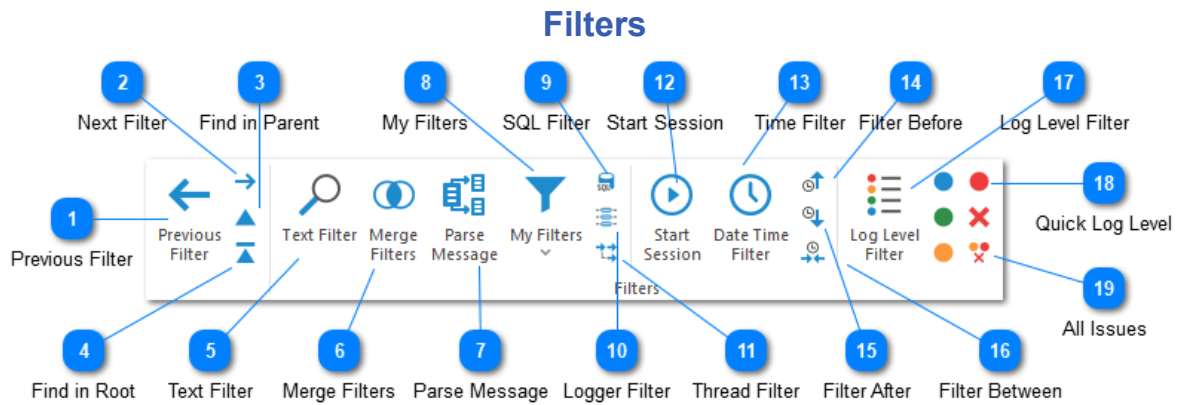 Filters
2 3 8 9 12 13 14 17
Next Filter Find in Parent My Filters SQL Filter Start Session Time Filter Filter Before Log Level Filter
SQL
18
1
Previous Filter
Text Filter
Merge Filters
Parse Message
My Filters
Start Session
Date Time Filter
Log Level Filter
Quick Log Level
Previous Filter
Filters
19
All Issues
4 5 6 7 10 11 15 16
Find in Root Text Filter Merge Filters Parse Message Logger Filter Thread Filter Filter After Filter Between